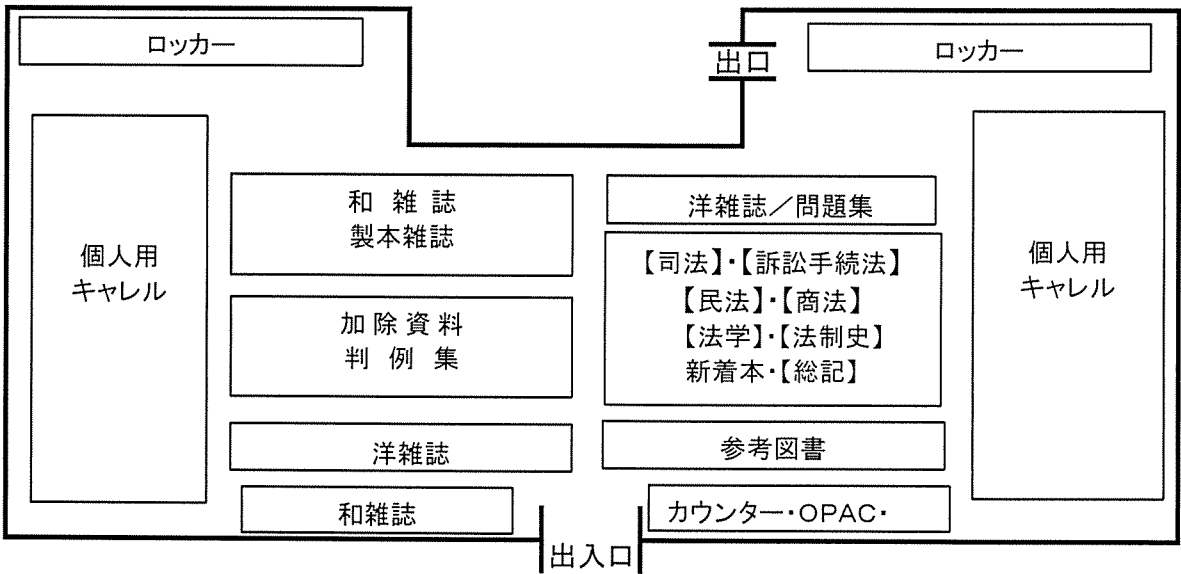 ロッカー
出口
ロッカー
個人用
キャレル
和 雑 誌
製本雑誌
加 除 資 料
判 例 集
洋雑誌
和雑誌
洋雑誌／問題集
【司法】・【訴訟手続法】
【民法】・【商法】
【法学】・【法制史】
新着本・【総記】
参考図書
カウンター・OPAC・
個人用
キャレル
出入口